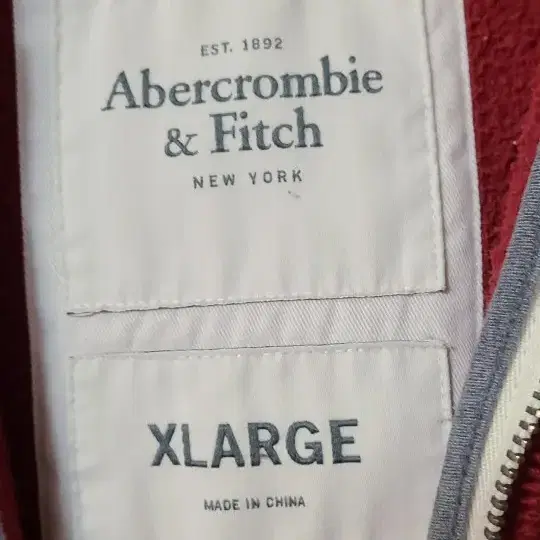 EST. 1892
Abercrombie
& Fitch
NEW YORK
XLARGE
MADE IN CHINA